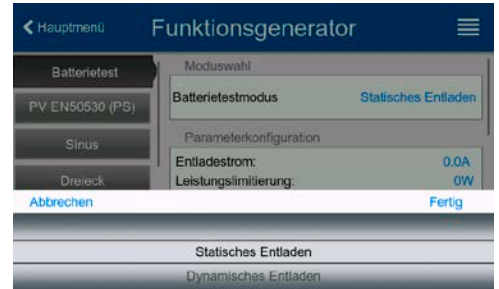 Hauptmenü
Funktionsgenerator
Batterietest
Moduswahl
Batterietestmodus
Statisches Entladen
PV EN50530 (PS)
Sinus
Parameterkonfiguration
Entladestrom:
0.0A
Dreieck
Leistungslimitierung:
0W
Abbrechen
Fertig
Statisches Entladen
Dynamisches Entladen